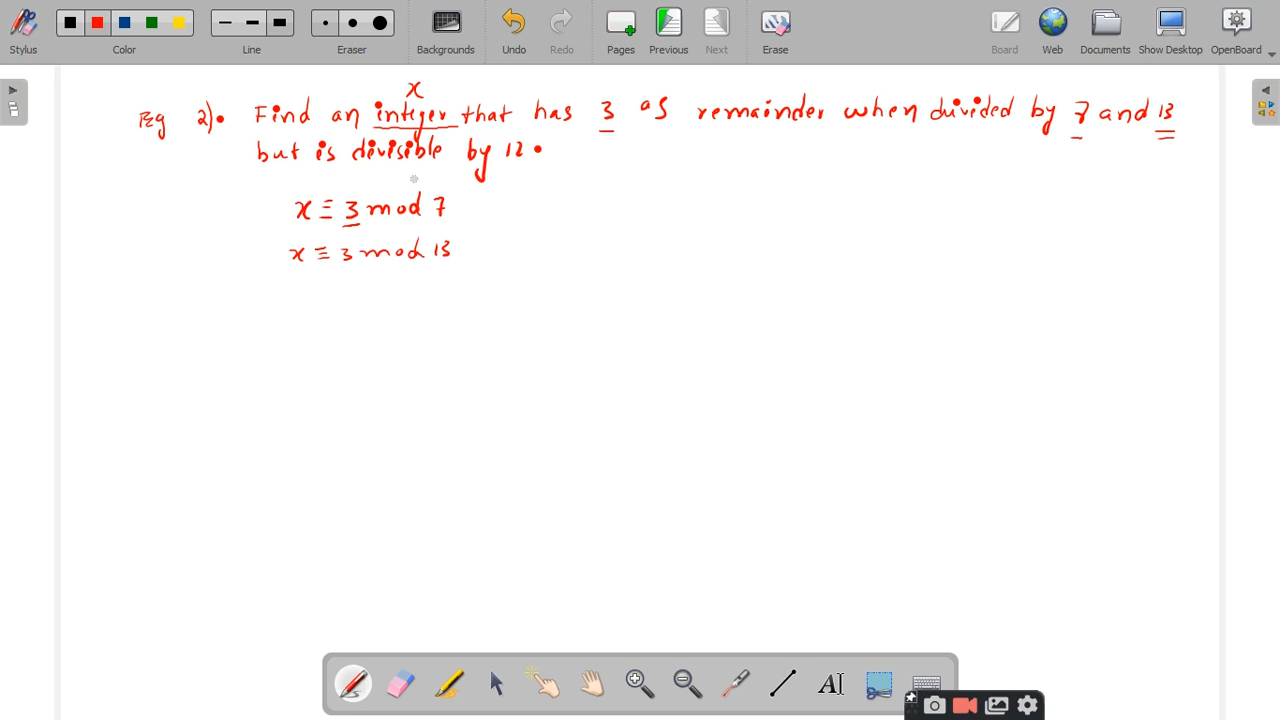 Stylus
Color
Line
Eraser
Backgrounds
Undo
Redo
Pages
Previous
Next
Erase
Board
Web
Documents
Show Desktop
OpenBoard
x
Eg 2). Find an integer that has 3 as remainder when divided by 7 and 13
but is divisible by 12.
x ≡ 3 mod 7
x ≡ 3 mod 13